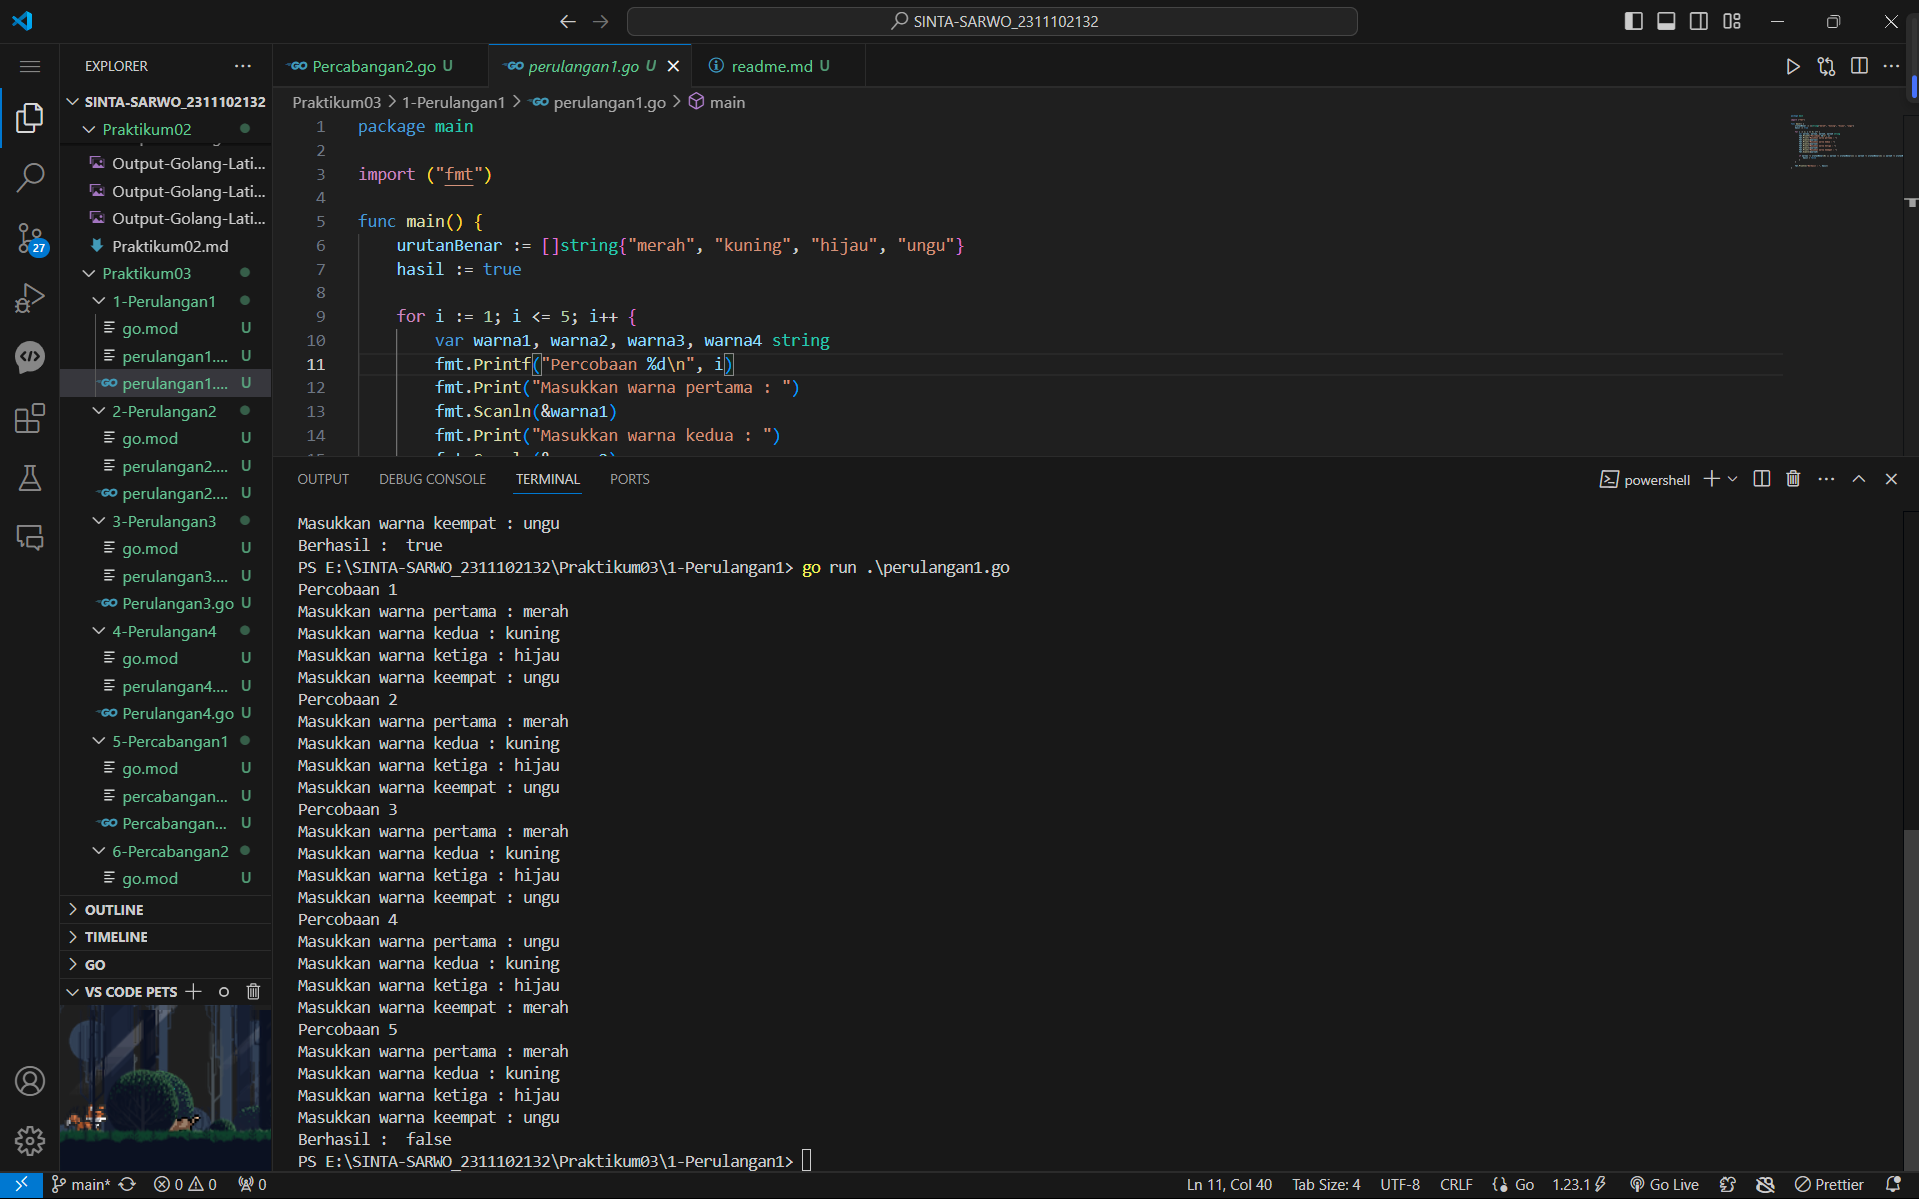 SINTA-SARWO_2311102132
EXPLORER
SINTA-SARWO_2311102132
Praktikum02
Output-Golang-Lati...
Output-Golang-Lati...
Output-Golang-Lati...
Praktikum02.md
Praktikum03
1-Perulangan1
go.mod U
perulangan1.... U
GO perulangan1.... U
2-Perulangan2
go.mod U
perulangan2.... U
GO perulangan2.... U
3-Perulangan3
go.mod U
perulangan3.... U
GO Perulangan3.go U
4-Perulangan4
go.mod U
perulangan4.... U
GO Perulangan4.go U
5-Percabangan1
go.mod U
percabangan... U
GO Percabangan... U
6-Percabangan2
go.mod U
OUTLINE
TIMELINE
GO
VS CODE PETS
27
GO Percabangan2.go U
GO perulangan1.go U
readme.md U
Praktikum03 > 1-Perulangan1 > GO perulangan1.go > main
1 package main
2
3 import ("fmt")
4
5 func main() {
6 urutanBenar := []string{"merah", "kuning", "hijau", "ungu"}
7 hasil := true
8
9 for i := 1; i <= 5; i++ {
10 var warna1, warna2, warna3, warna4 string
11 fmt.Printf("Percobaan %d\n", i)
12 fmt.Print("Masukkan warna pertama : ")
13 fmt.Scanln(&warna1)
14 fmt.Print("Masukkan warna kedua : ")
OUTPUT DEBUG CONSOLE TERMINAL PORTS
powershell
Masukkan warna keempat : ungu
Berhasil :  true
PS E:\SINTA-SARWO_2311102132\Praktikum03\1-Perulangan1> go run .\perulangan1.go
Percobaan 1
Masukkan warna pertama : merah
Masukkan warna kedua : kuning
Masukkan warna ketiga : hijau
Masukkan warna keempat : ungu
Percobaan 2
Masukkan warna pertama : merah
Masukkan warna kedua : kuning
Masukkan warna ketiga : hijau
Masukkan warna keempat : ungu
Percobaan 3
Masukkan warna pertama : merah
Masukkan warna kedua : kuning
Masukkan warna ketiga : hijau
Masukkan warna keempat : ungu
Percobaan 4
Masukkan warna pertama : ungu
Masukkan warna kedua : kuning
Masukkan warna ketiga : hijau
Masukkan warna keempat : merah
Percobaan 5
Masukkan warna pertama : merah
Masukkan warna kedua : kuning
Masukkan warna ketiga : hijau
Masukkan warna keempat : ungu
Berhasil :  false
PS E:\SINTA-SARWO_2311102132\Praktikum03\1-Perulangan1>
main* 0 0 0 Ln 11, Col 40 Tab Size: 4 UTF-8 CRLF Go 1.23.1 Go Live Prettier